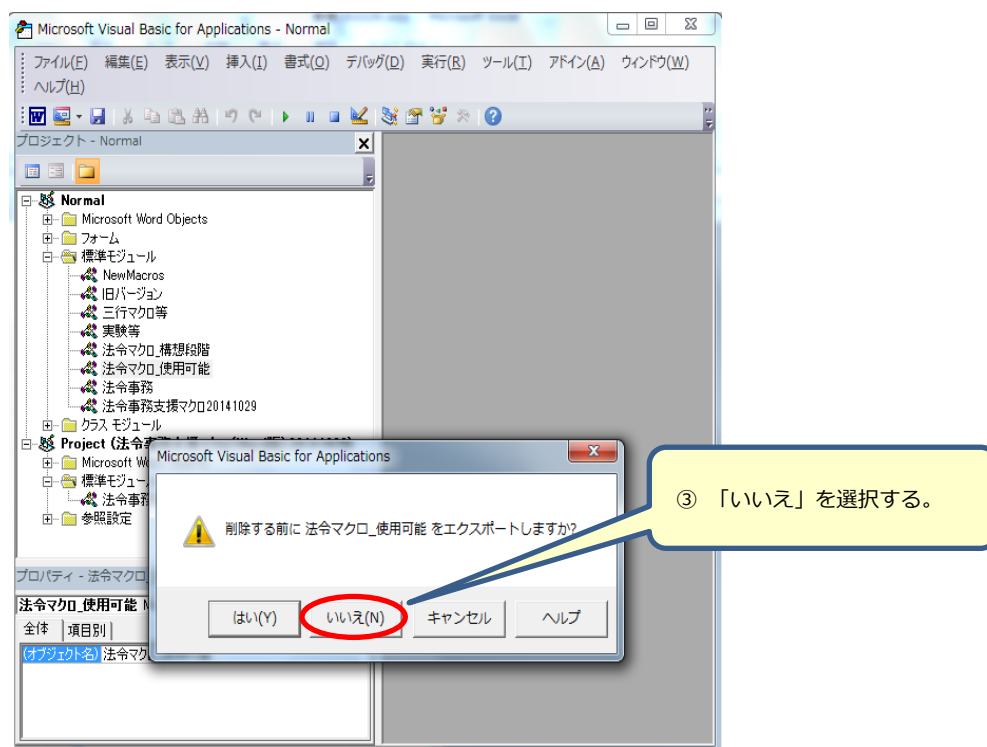 Microsoft Visual Basic for Applications - Normal
ファイル(F) 編集(E) 表示(V) 挿入(I) 書式(O) デバッグ(D) 実行(R) ツール(T) アドイン(A) ウィンドウ(W)
ヘルプ(H)
プロジェクト - Normal
Normal
Microsoft Word Objects
フォーム
標準モジュール
NewMacros
旧バージョン
三行マクロ等
実験等
法令マクロ_構想段階
法令マクロ_使用可能
法令事務
法令事務支援マクロ20141029
クラス モジュール
Project (法令事
Microsoft Wo
標準モジュー
法令事務
参照設定
Microsoft Visual Basic for Applications
削除する前に 法令マクロ_使用可能 をエクスポートしますか?
はい(Y) いいえ(N) キャンセル ヘルプ
③ 「いいえ」を選択する。
プロパティ - 法令マクロ_
法令マクロ_使用可能
全体 項目別
(オブジェクト名) 法令マク